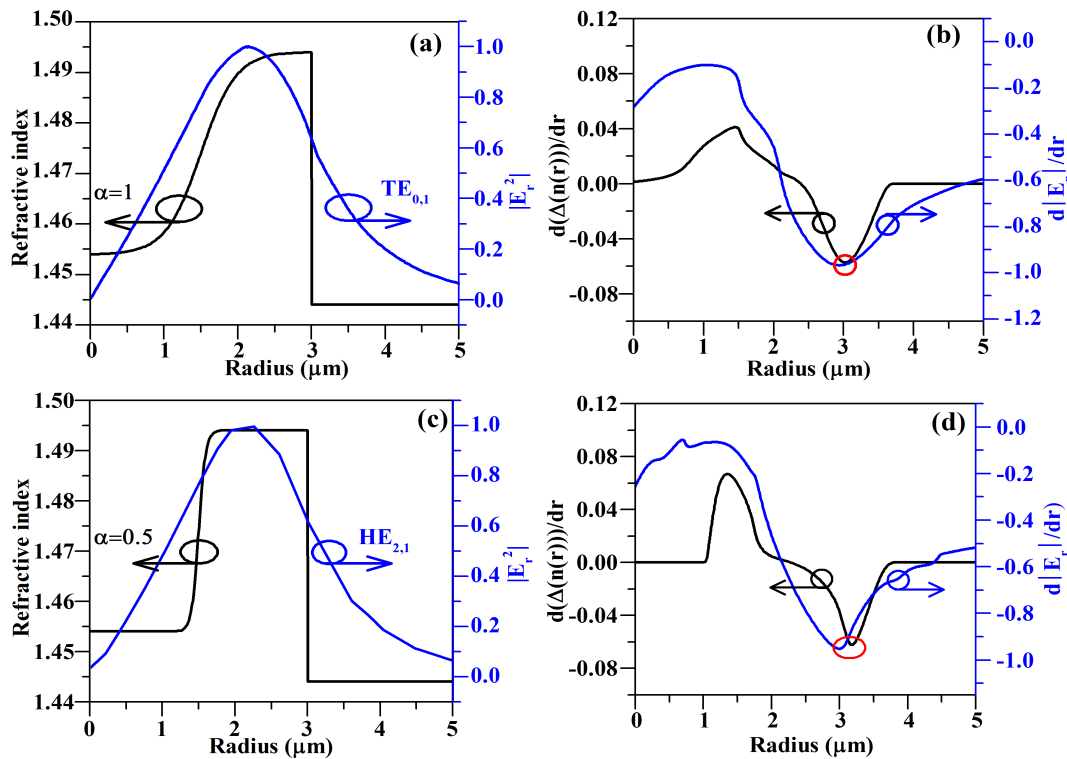 (a)
Refractive index
1.50
1.49
1.48
1.47
1.46
1.45
1.44
α=1
TE0,1
1.0
0.8
0.6
0.4
0.2
0.0
|Er²|
0 1 2 3 4 5
Radius (μm)
(b)
d(Δ(n(r)))/dr
0.12
0.08
0.04
0.00
-0.04
-0.08
0.0
-0.2
-0.4
-0.6
-0.8
-1.0
-1.2
d|Er|/dr
0 1 2 3 4 5
Radius (μm)
(c)
Refractive index
1.50
1.49
1.48
1.47
1.46
1.45
1.44
α=0.5
HE2,1
1.0
0.8
0.6
0.4
0.2
0.0
|Er²|
0 1 2 3 4 5
Radius (μm)
(d)
d(Δ(n(r)))/dr
0.12
0.08
0.04
0.00
-0.04
-0.08
0.0
-0.2
-0.4
-0.6
-0.8
-1.0
d|Er|/dr)
0 1 2 3 4 5
Radius (μm)